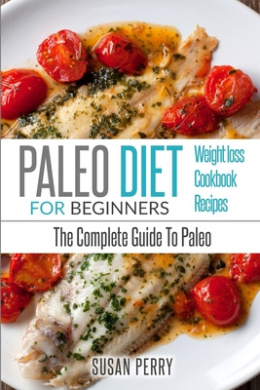 PALEO DIET
FOR BEGINNERS
Weight loss
Cookbook
Recipes
The Complete Guide To Paleo
SUSAN PERRY